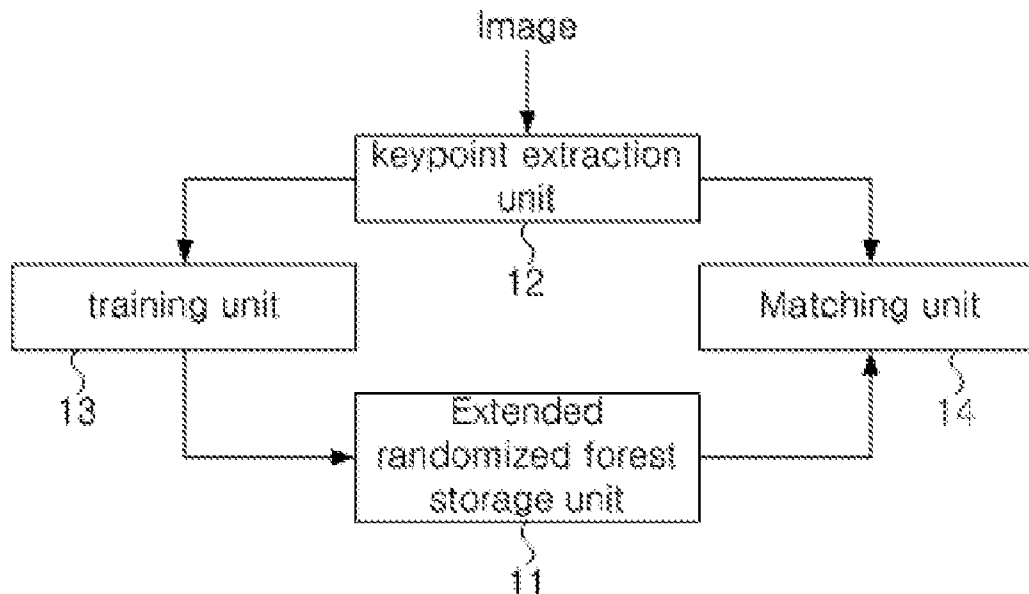 Image
keypoint extraction
unit
12
training unit
Matching unit
13
14
Extended
randomized forest
storage unit
11